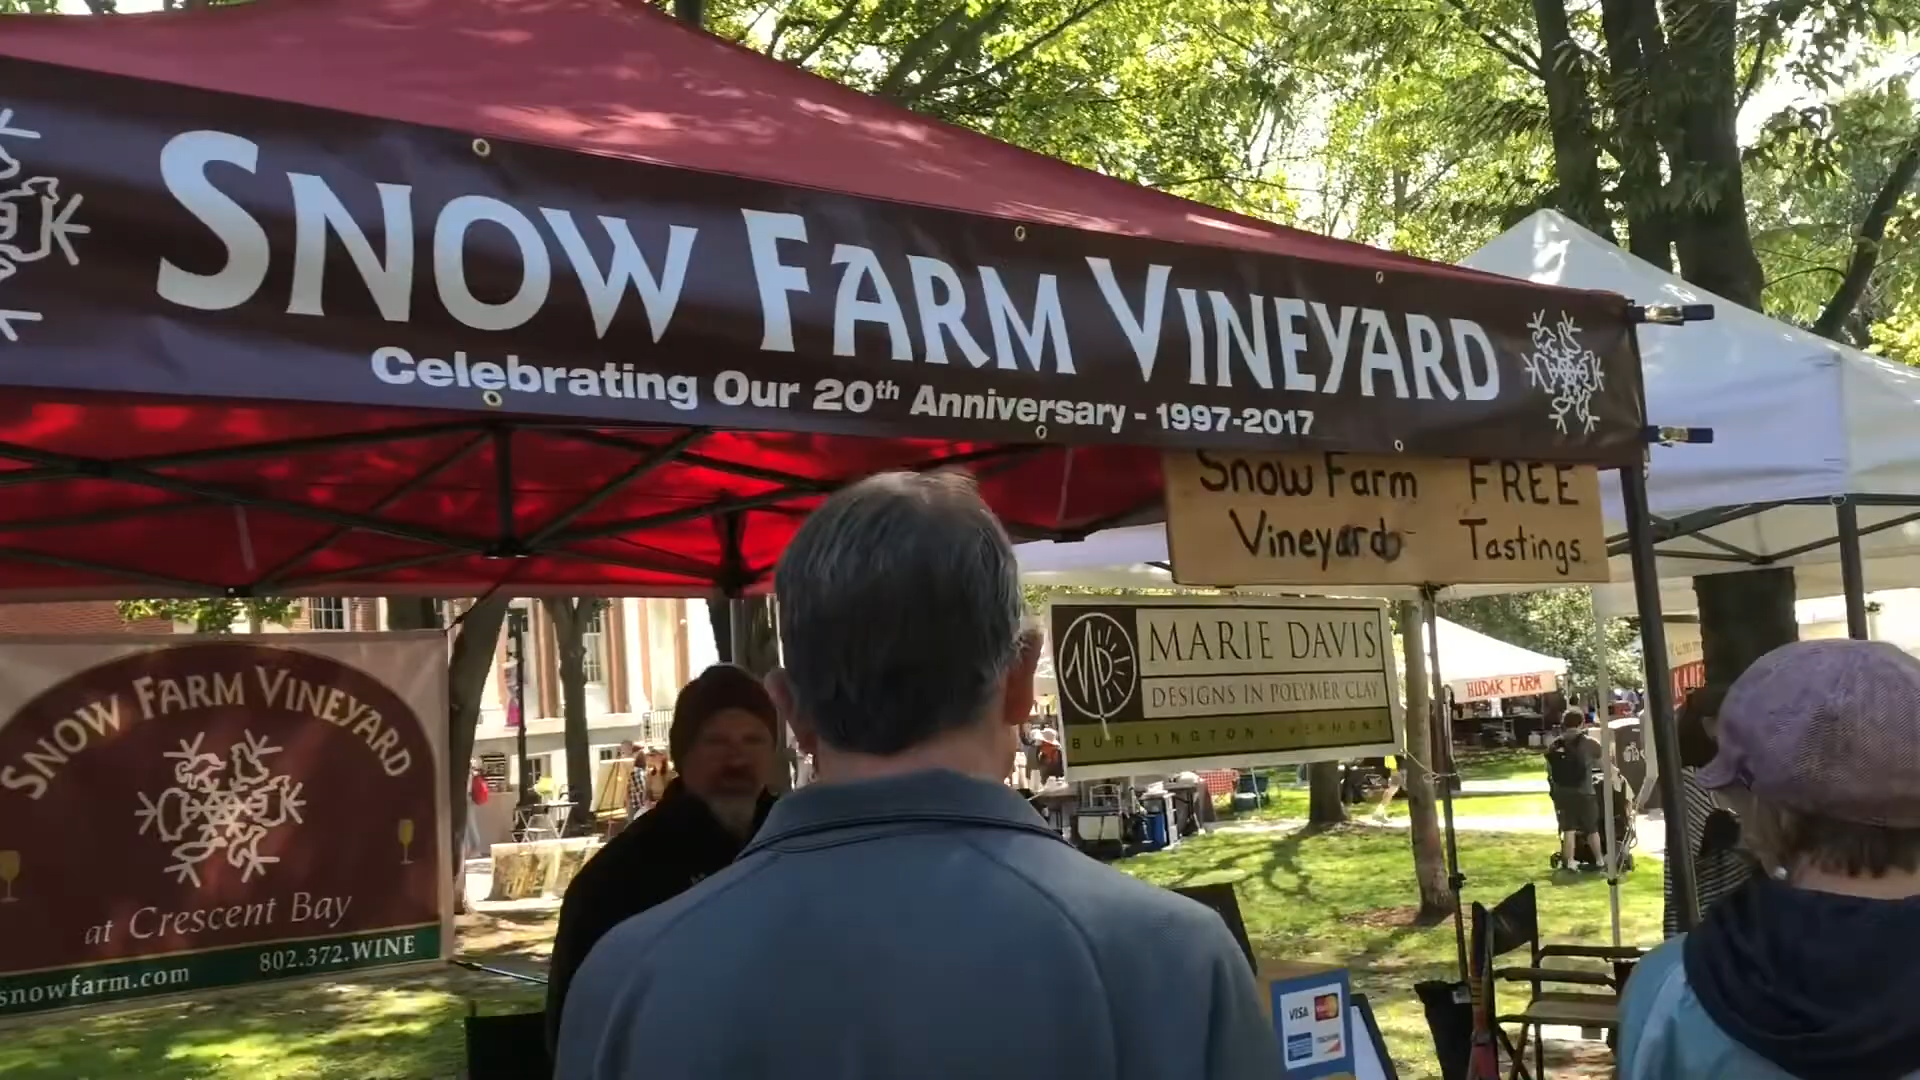 SNOW FARM VINEYARD
Celebrating Our 20th Anniversary - 1997-2017
Snow Farm
Vineyard
FREE
Tastings
MARIE DAVIS
DESIGNS IN POLYMER CLAY
BURLINGTON · VERMONT
HUDAK FARM
SNOW FARM VINEYARD
at Crescent Bay
802.372.WINE
snowfarm.com
VISA